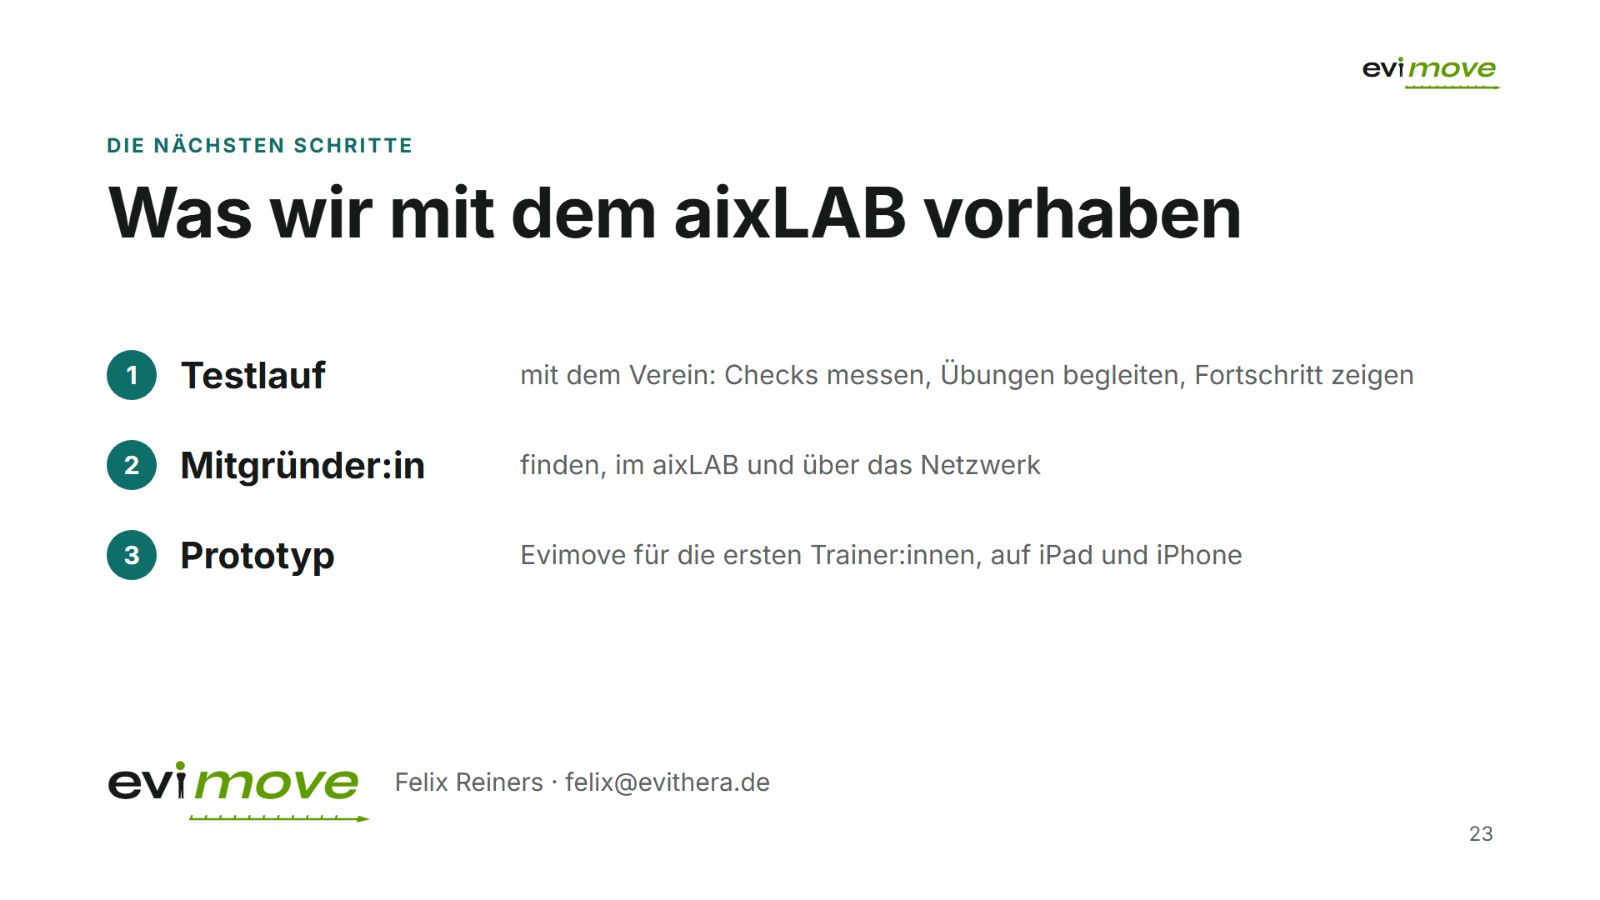 evimove
DIE NÄCHSTEN SCHRITTE
Was wir mit dem aixLAB vorhaben
1 Testlauf mit dem Verein: Checks messen, Übungen begleiten, Fortschritt zeigen
2 Mitgründer:in finden, im aixLAB und über das Netzwerk
3 Prototyp Evimove für die ersten Trainer:innen, auf iPad und iPhone
evimove Felix Reiners · felix@evithera.de
23